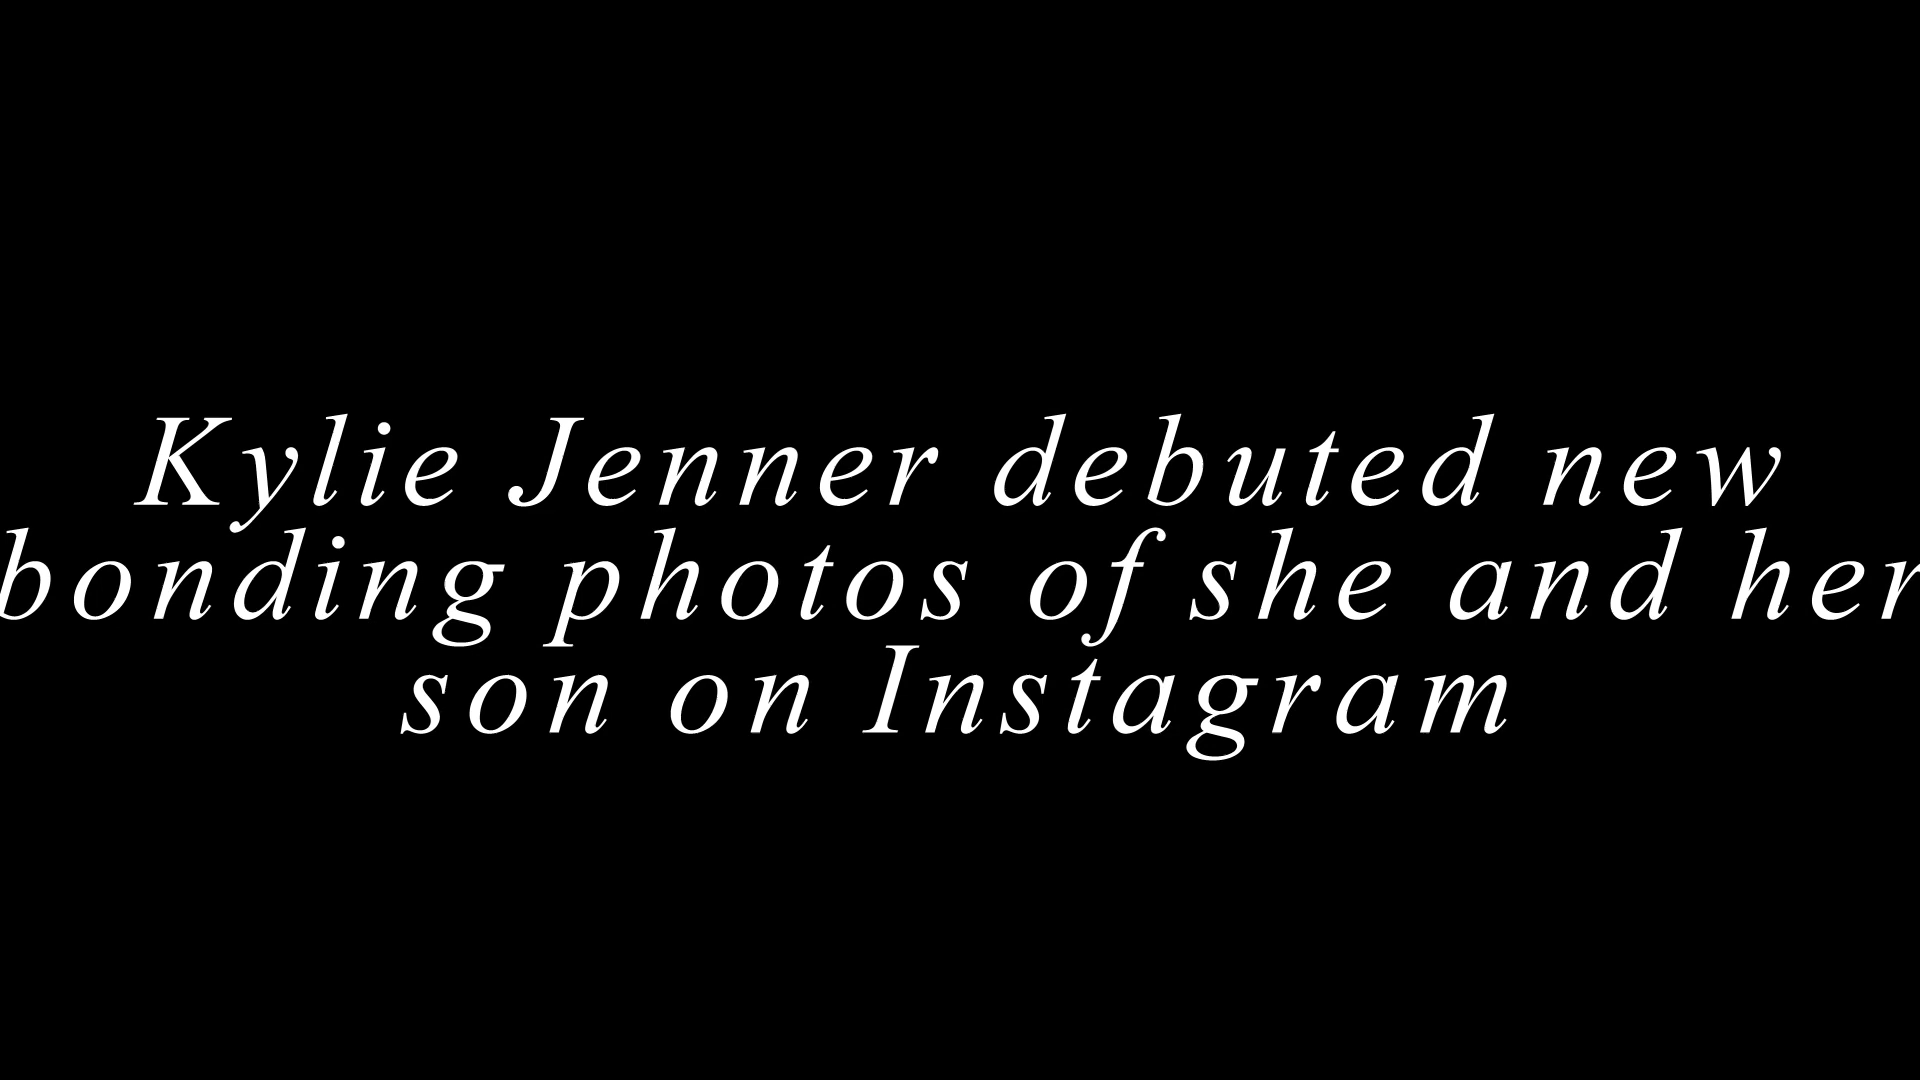 Kylie Jenner debuted new
bonding photos of she and her
son on Instagram